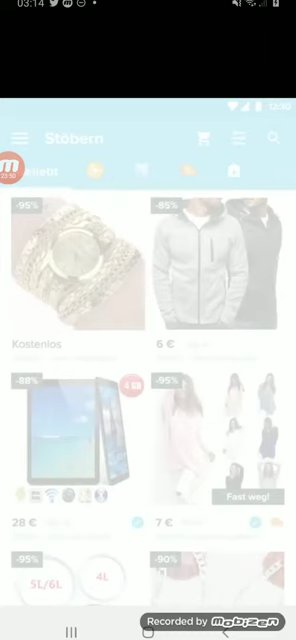 03:14
12:30
Stöbern
23:50
-95%
-85%
Kostenlos
6 €
-88%
-95%
Fast weg!
28 €
7 €
-95%
-90%
5L/6L
4L
Recorded by mobizen